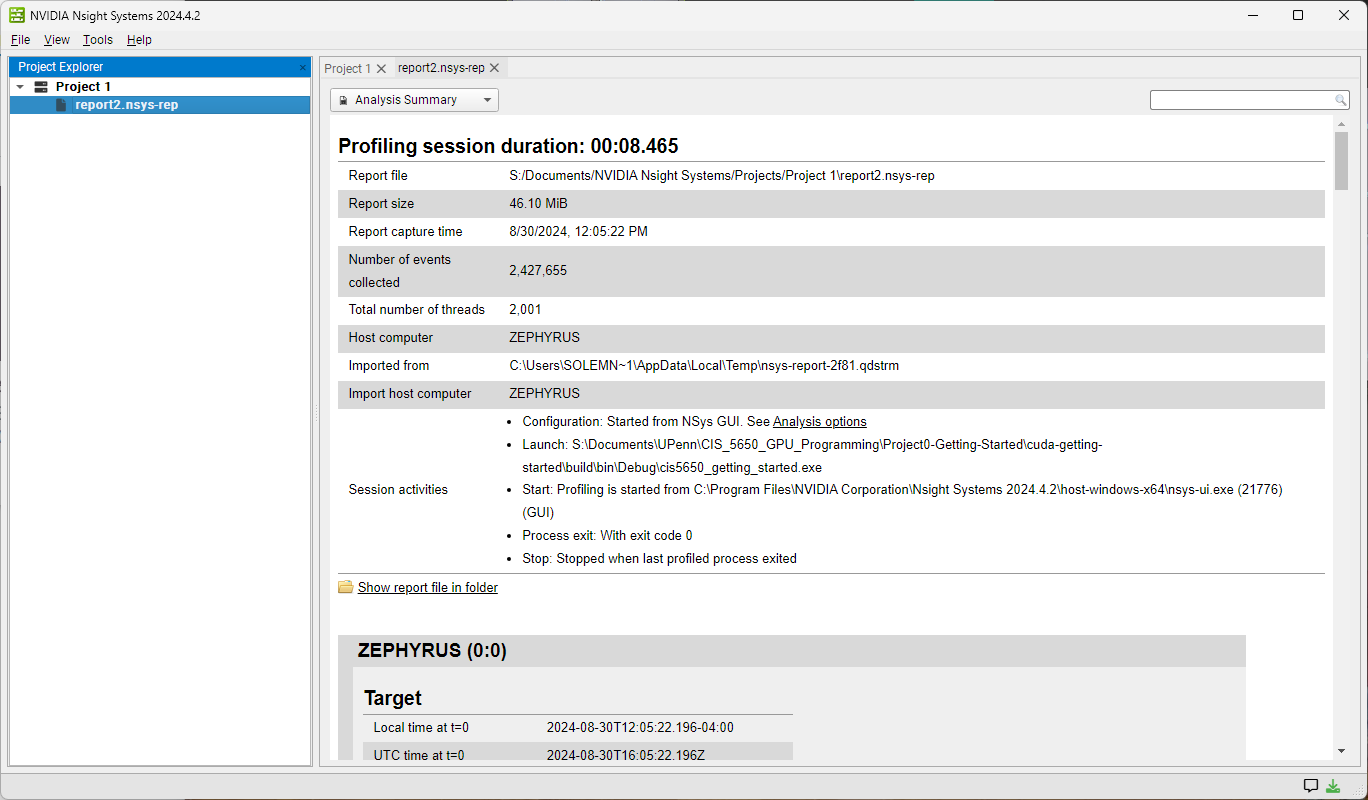 NVIDIA Nsight Systems 2024.4.2
File View Tools Help
Project Explorer
Project 1
report2.nsys-rep
Project 1
report2.nsys-rep
Analysis Summary
Profiling session duration: 00:08.465
Report file S:/Documents/NVIDIA Nsight Systems/Projects/Project 1\report2.nsys-rep
Report size 46.10 MiB
Report capture time 8/30/2024, 12:05:22 PM
Number of events
collected
2,427,655
Total number of threads 2,001
Host computer ZEPHYRUS
Imported from C:\Users\SOLEMN~1\AppData\Local\Temp\nsys-report-2f81.qdstrm
Import host computer ZEPHYRUS
Session activities
• Configuration: Started from NSys GUI. See Analysis options
• Launch: S:\Documents\UPenn\CIS_5650_GPU_Programming\Project0-Getting-Started\cuda-getting-
started\build\bin\Debug\cis5650_getting_started.exe
• Start: Profiling is started from C:\Program Files\NVIDIA Corporation\Nsight Systems 2024.4.2\host-windows-x64\nsys-ui.exe (21776)
(GUI)
• Process exit: With exit code 0
• Stop: Stopped when last profiled process exited
Show report file in folder
ZEPHYRUS (0:0)
Target
Local time at t=0 2024-08-30T12:05:22.196-04:00
UTC time at t=0 2024-08-30T16:05:22.196Z